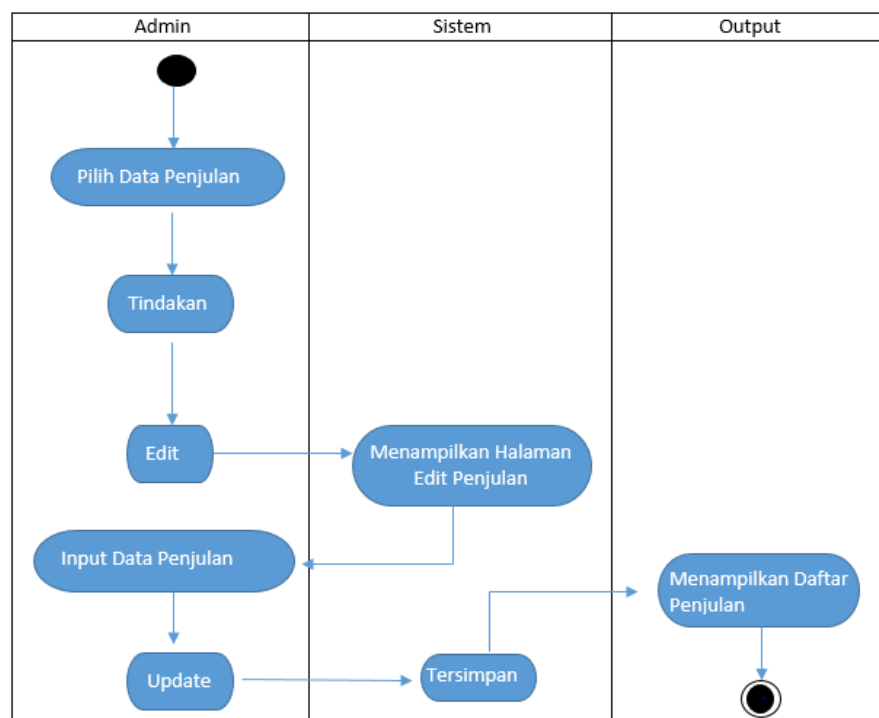 Admin
Sistem
Output
Pilih Data Penjulan
Tindakan
Edit
Menampilkan Halaman
Edit Penjulan
Input Data Penjulan
Update
Tersimpan
Menampilkan Daftar
Penjulan